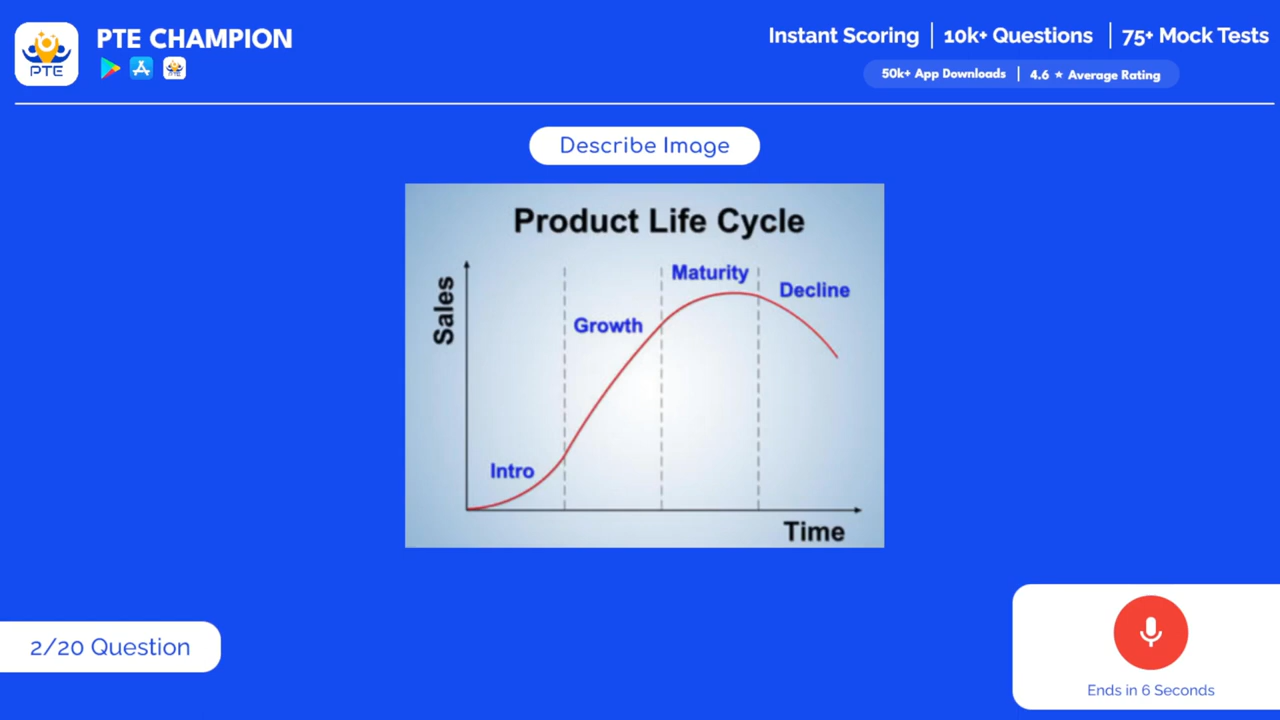 PTE CHAMPION
PTE
Instant Scoring | 10k+ Questions | 75+ Mock Tests
50k+ App Downloads | 4.6 ★ Average Rating
Describe Image
Product Life Cycle
Sales
Maturity
Decline
Growth
Intro
Time
2/20 Question
Ends in 6 Seconds